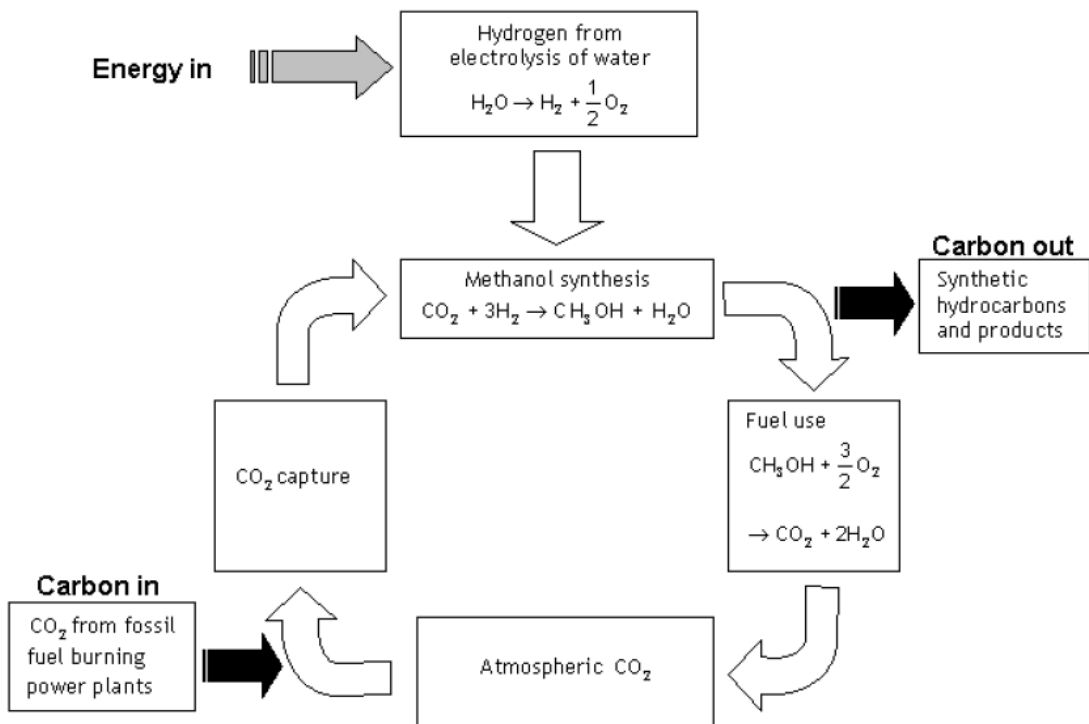 Energy in
Hydrogen from
electrolysis of water
H₂O → H₂ + 1/2 O₂
Carbon out
Synthetic
hydrocarbons
and products
Methanol synthesis
CO₂ + 3H₂ → CH₃OH + H₂O
Fuel use
CH₃OH + 3/2 O₂
→ CO₂ + 2H₂O
CO₂ capture
Carbon in
CO₂ from fossil
fuel burning
power plants
Atmospheric CO₂